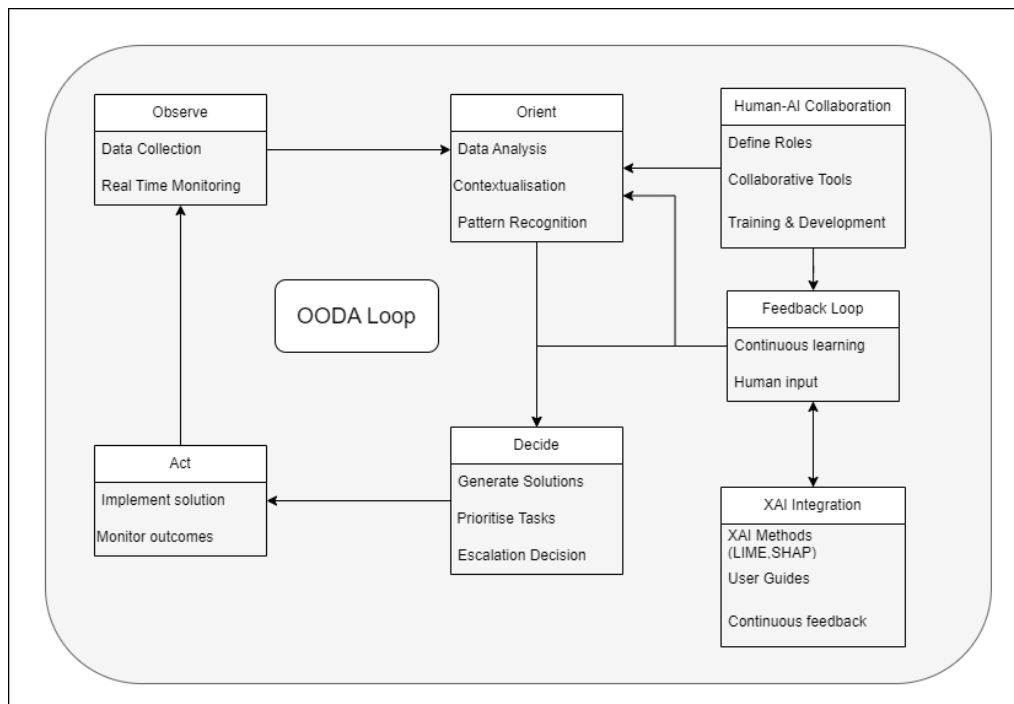 Observe
Data Collection
Real Time Monitoring
Orient
Data Analysis
Contextualisation
Pattern Recognition
Human-AI Collaboration
Define Roles
Collaborative Tools
Training & Development
OODA Loop
Feedback Loop
Continuous learning
Human input
Act
Implement solution
Monitor outcomes
Decide
Generate Solutions
Prioritise Tasks
Escalation Decision
XAI Integration
XAI Methods
(LIME,SHAP)
User Guides
Continuous feedback